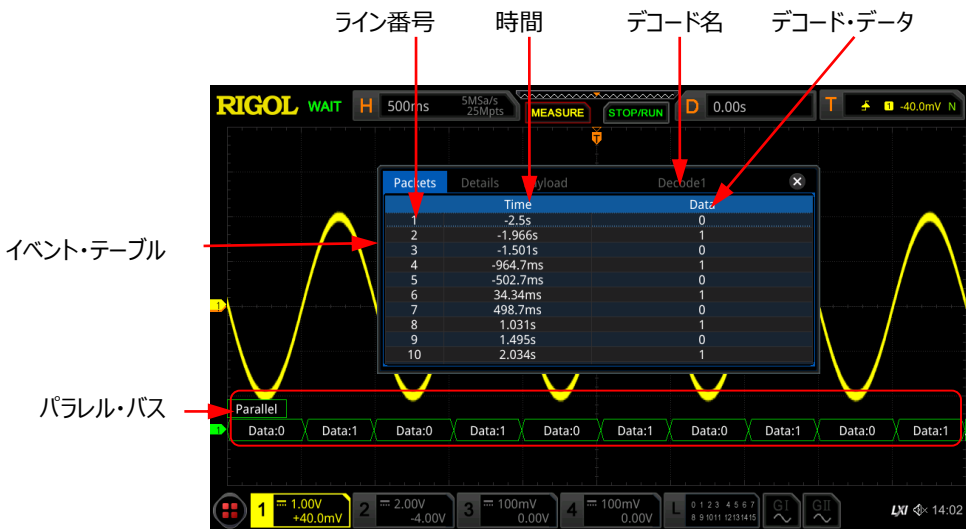 ライン番号 時間 デコード名 デコード・データ
RIGOL WAIT H 500ms 5MSa/s 25Mpts MEASURE STOP/RUN D 0.00s T 1 -40.0mV N
T
Packets Details yload Decode1
Time Data
1 -2.5s 0
2 -1.966s 1
3 -1.501s 0
4 -964.7ms 1
5 -502.7ms 0
6 34.34ms 1
7 498.7ms 0
8 1.031s 1
9 1.495s 0
10 2.034s 1
イベント・テーブル
1
パラレル・バス
Parallel
1 Data:0 Data:1 Data:0 Data:1 Data:0 Data:1 Data:0 Data:1 Data:0 Data:1
1 1.00V +40.0mV 2 2.00V -4.00V 3 100mV 0.00V 4 100mV 0.00V L 0 1 2 3 4 5 6 7 8 9 10 11 12 13 14 15 GI GII LXI 14:02